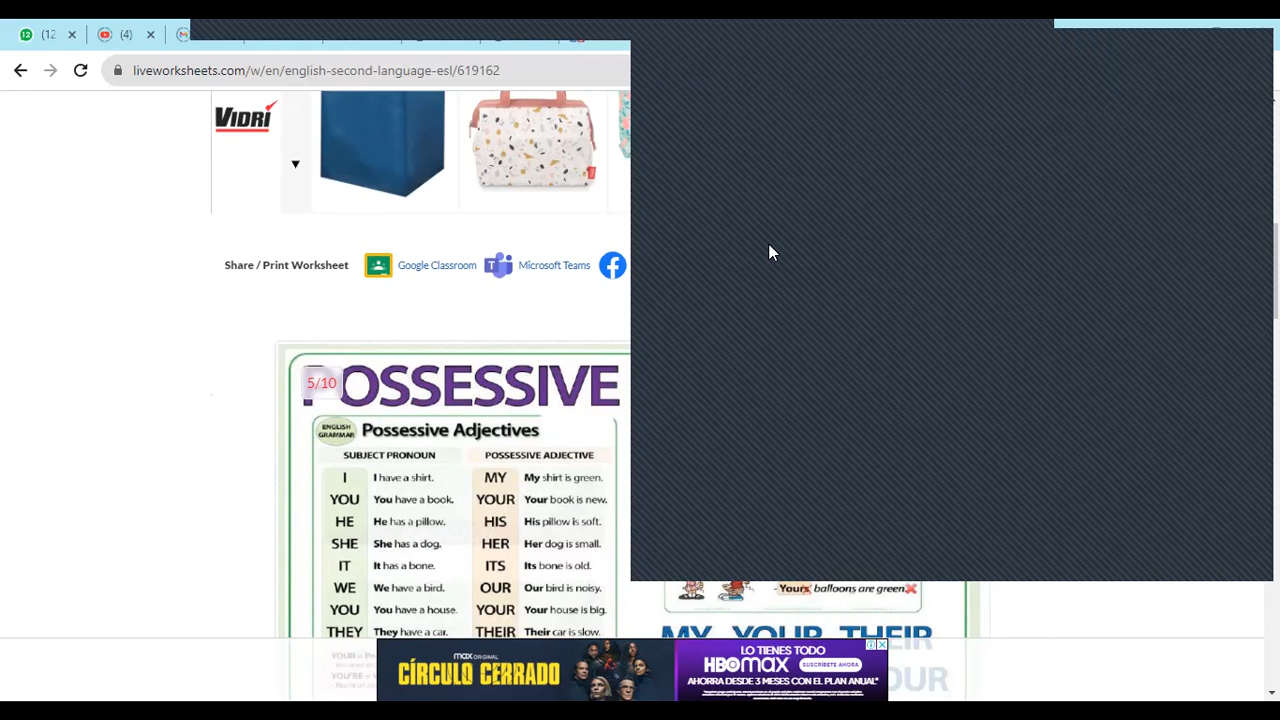 (12
(4)
liveworksheets.com/w/en/english-second-language-esl/619162
VIDRÍ
Share / Print Worksheet
Google Classroom
Microsoft Teams
5/10
POSSESSIVE
ENGLISH GRAMMAR
Possessive Adjectives
SUBJECT PRONOUN POSSESSIVE ADJECTIVE
I I have a shirt. MY My shirt is green.
YOU You have a book. YOUR Your book is new.
HE He has a pillow. HIS His pillow is soft.
SHE She has a dog. HER Her dog is small.
IT It has a bone. ITS Its bone is old.
WE We have a bird. OUR Our bird is noisy.
YOU You have a house. YOUR Your house is big.
THEY They have a car. THEIR Their car is slow.
- Yours balloons are green
MY, YOUR, THEIR
YOUR
max ORIGINAL
CÍRCULO CERRADO
LO TIENES TODO
HBOmax
SUSCRÍBETE AHORA
AHORA DESDE 3 MESES CON EL PLAN ANUAL*